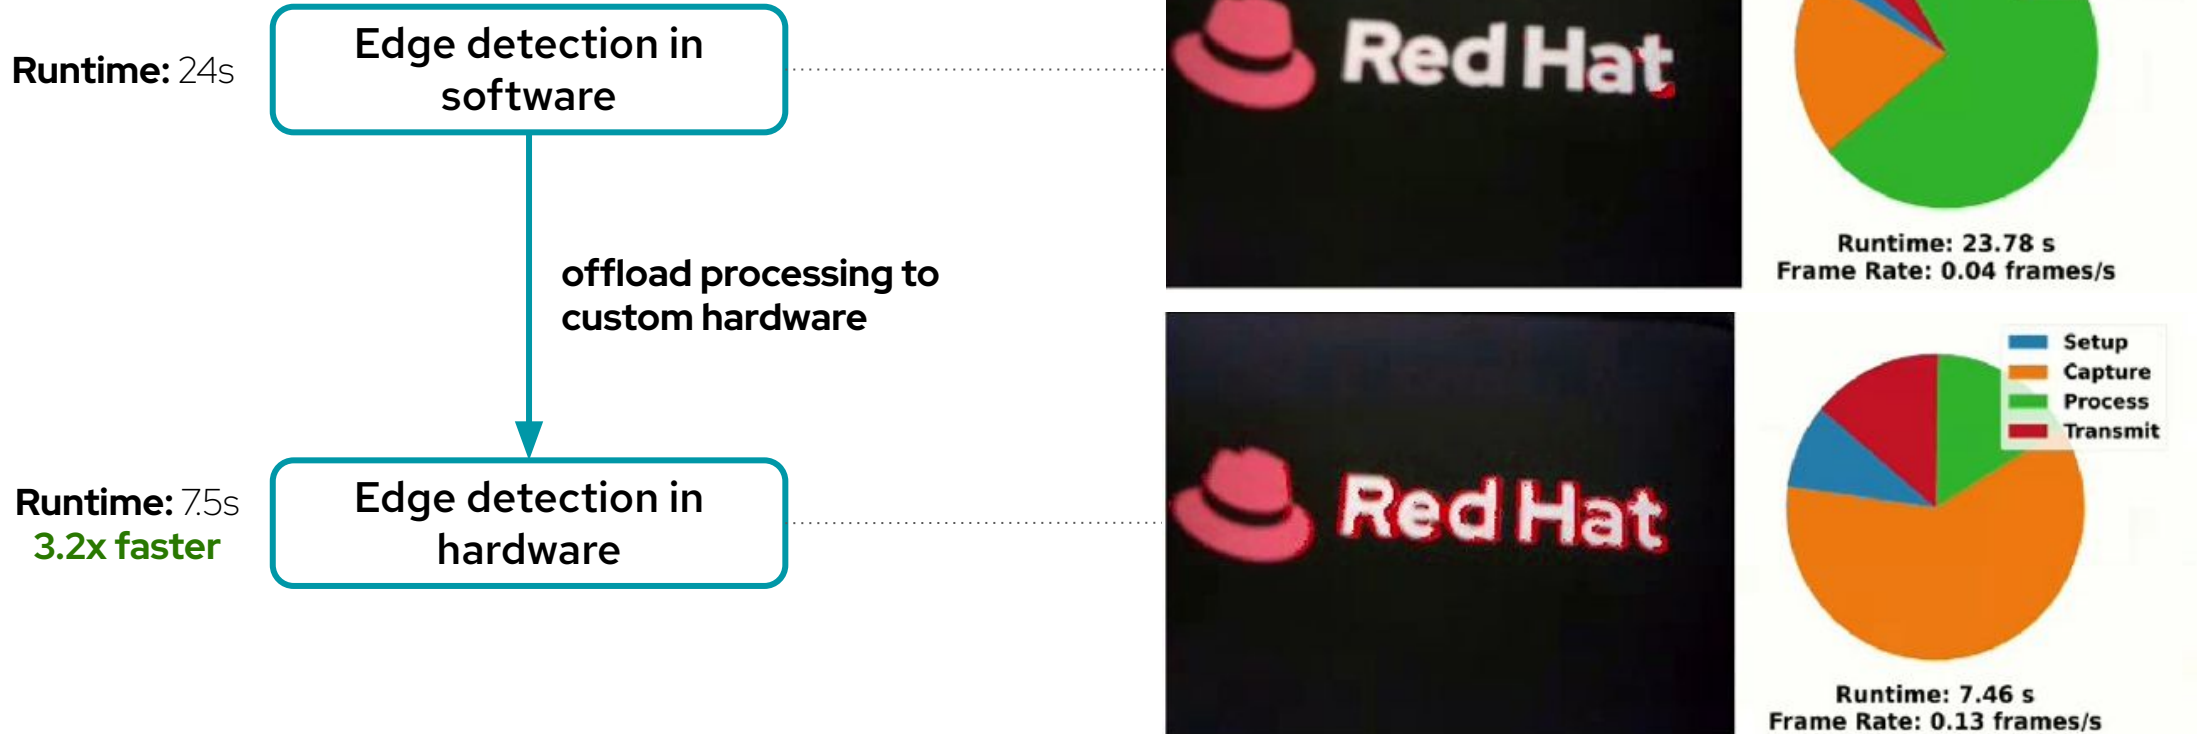 Runtime: 24s
Edge detection in
software
Red Hat
Runtime: 23.78 s
Frame Rate: 0.04 frames/s
offload processing to
custom hardware
Runtime: 7.5s
3.2x faster
Edge detection in
hardware
Red Hat
Setup
Capture
Process
Transmit
Runtime: 7.46 s
Frame Rate: 0.13 frames/s